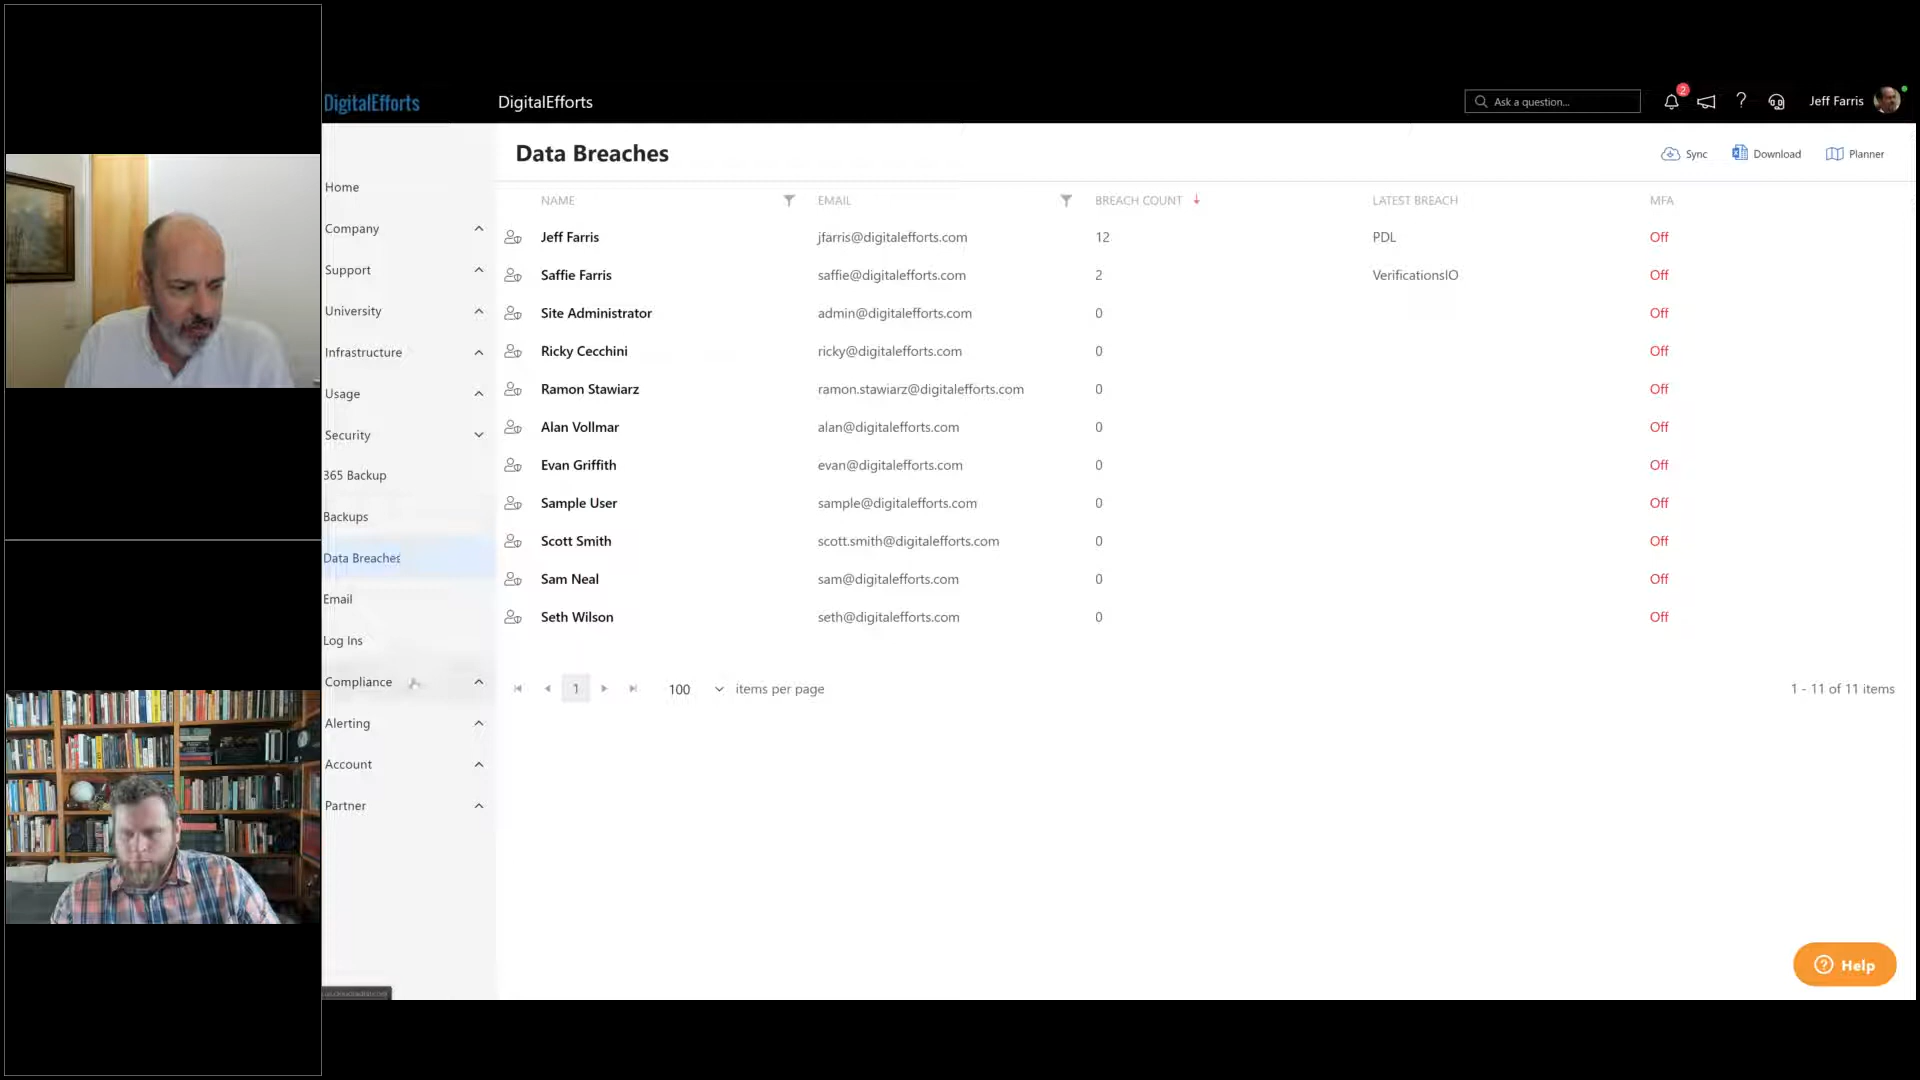 DigitalEfforts
DigitalEfforts
Ask a question...
2
?
Jeff Farris
Data Breaches
Sync
Download
Planner
Home
Company
Support
University
Infrastructure
Usage
Security
365 Backup
Backups
Data Breaches
Email
Log Ins
Compliance
Alerting
Account
Partner
NAME EMAIL BREACH COUNT LATEST BREACH MFA
Jeff Farris jfarris@digitalefforts.com 12 PDL Off
Saffie Farris saffie@digitalefforts.com 2 VerificationsIO Off
Site Administrator admin@digitalefforts.com 0 Off
Ricky Cecchini ricky@digitalefforts.com 0 Off
Ramon Stawiarz ramon.stawiarz@digitalefforts.com 0 Off
Alan Vollmar alan@digitalefforts.com 0 Off
Evan Griffith evan@digitalefforts.com 0 Off
Sample User sample@digitalefforts.com 0 Off
Scott Smith scott.smith@digitalefforts.com 0 Off
Sam Neal sam@digitalefforts.com 0 Off
Seth Wilson seth@digitalefforts.com 0 Off
1 100 items per page 1 - 11 of 11 items
? Help